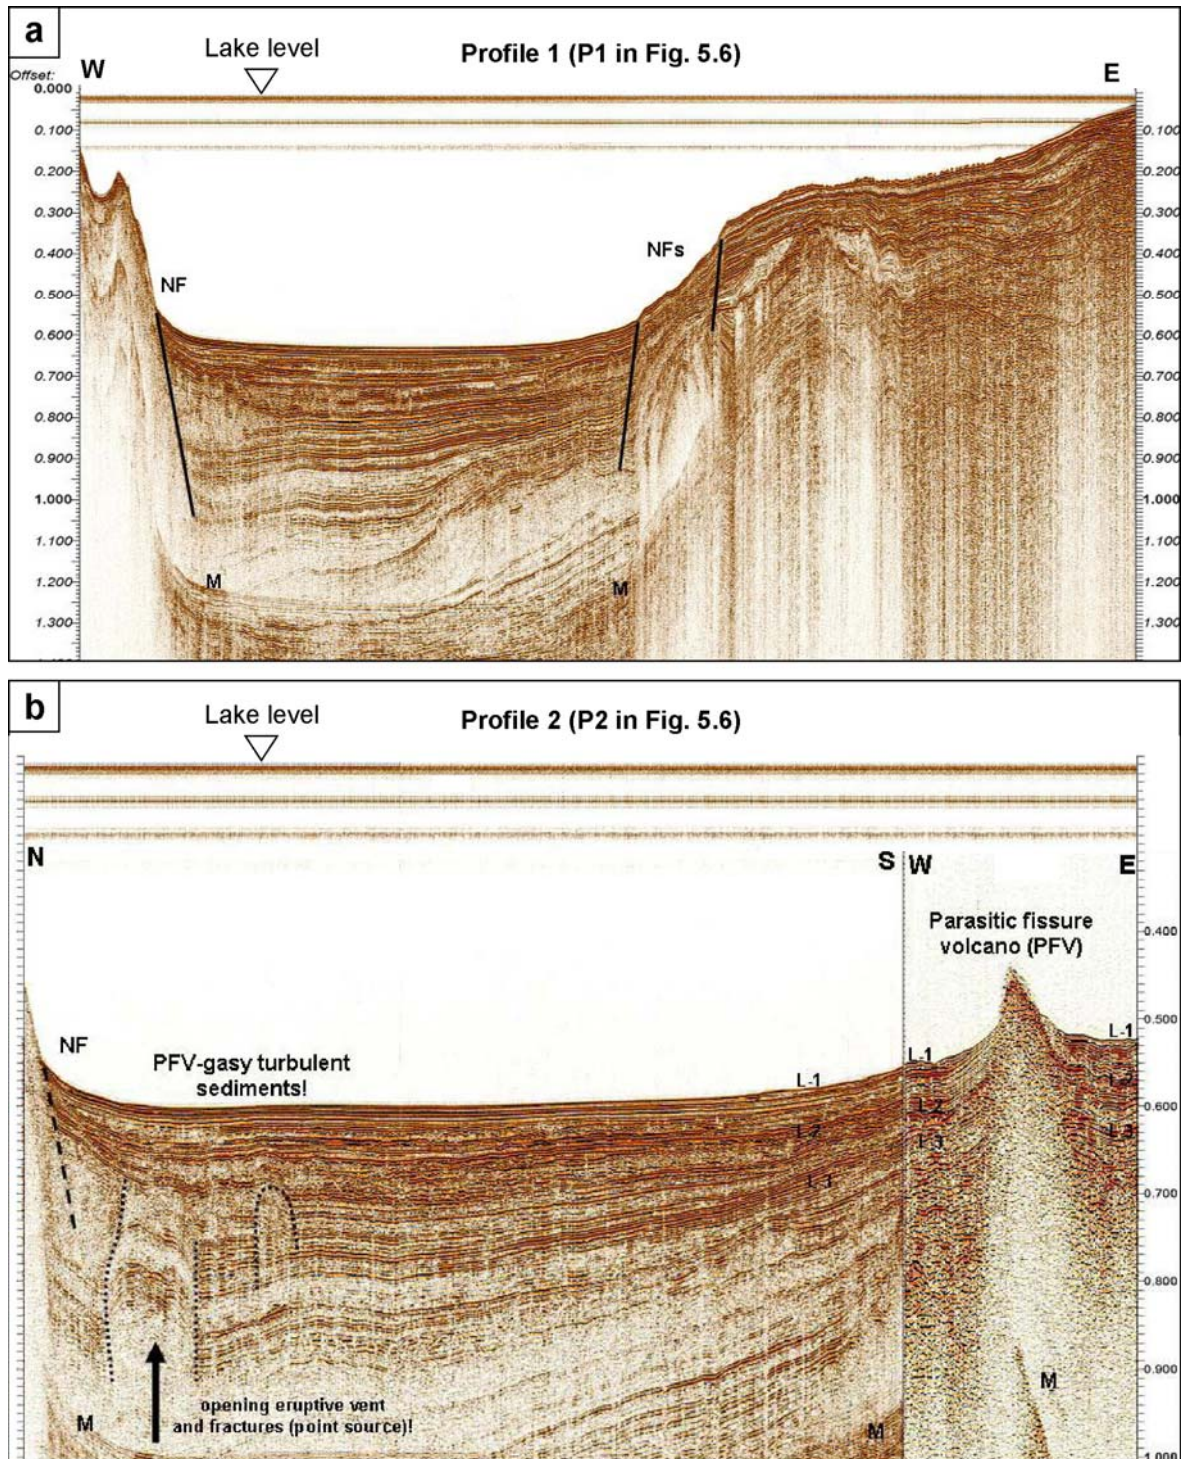 a
Lake level
Profile 1 (P1 in Fig. 5.6)
Offset:
W
E
0.000
0.100
0.100
0.200
0.200
0.300
0.300
0.400
0.400
0.500
0.500
0.600
0.600
0.700
0.700
0.800
0.800
0.900
0.900
1.000
1.000
1.100
1.100
1.200
1.200
1.300
1.300
NF
NFs
M
M
b
Lake level
Profile 2 (P2 in Fig. 5.6)
N
S
W
E
Parasitic fissure
volcano (PFV)
0.400
0.500
0.600
0.700
0.800
0.900
1.000
NF
PFV-gasy turbulent
sediments!
L-1
L-1
L-1
L-2
L-2
L-2
L-3
L-3
L-3
opening eruptive vent
and fractures (point source)!
M
M
M